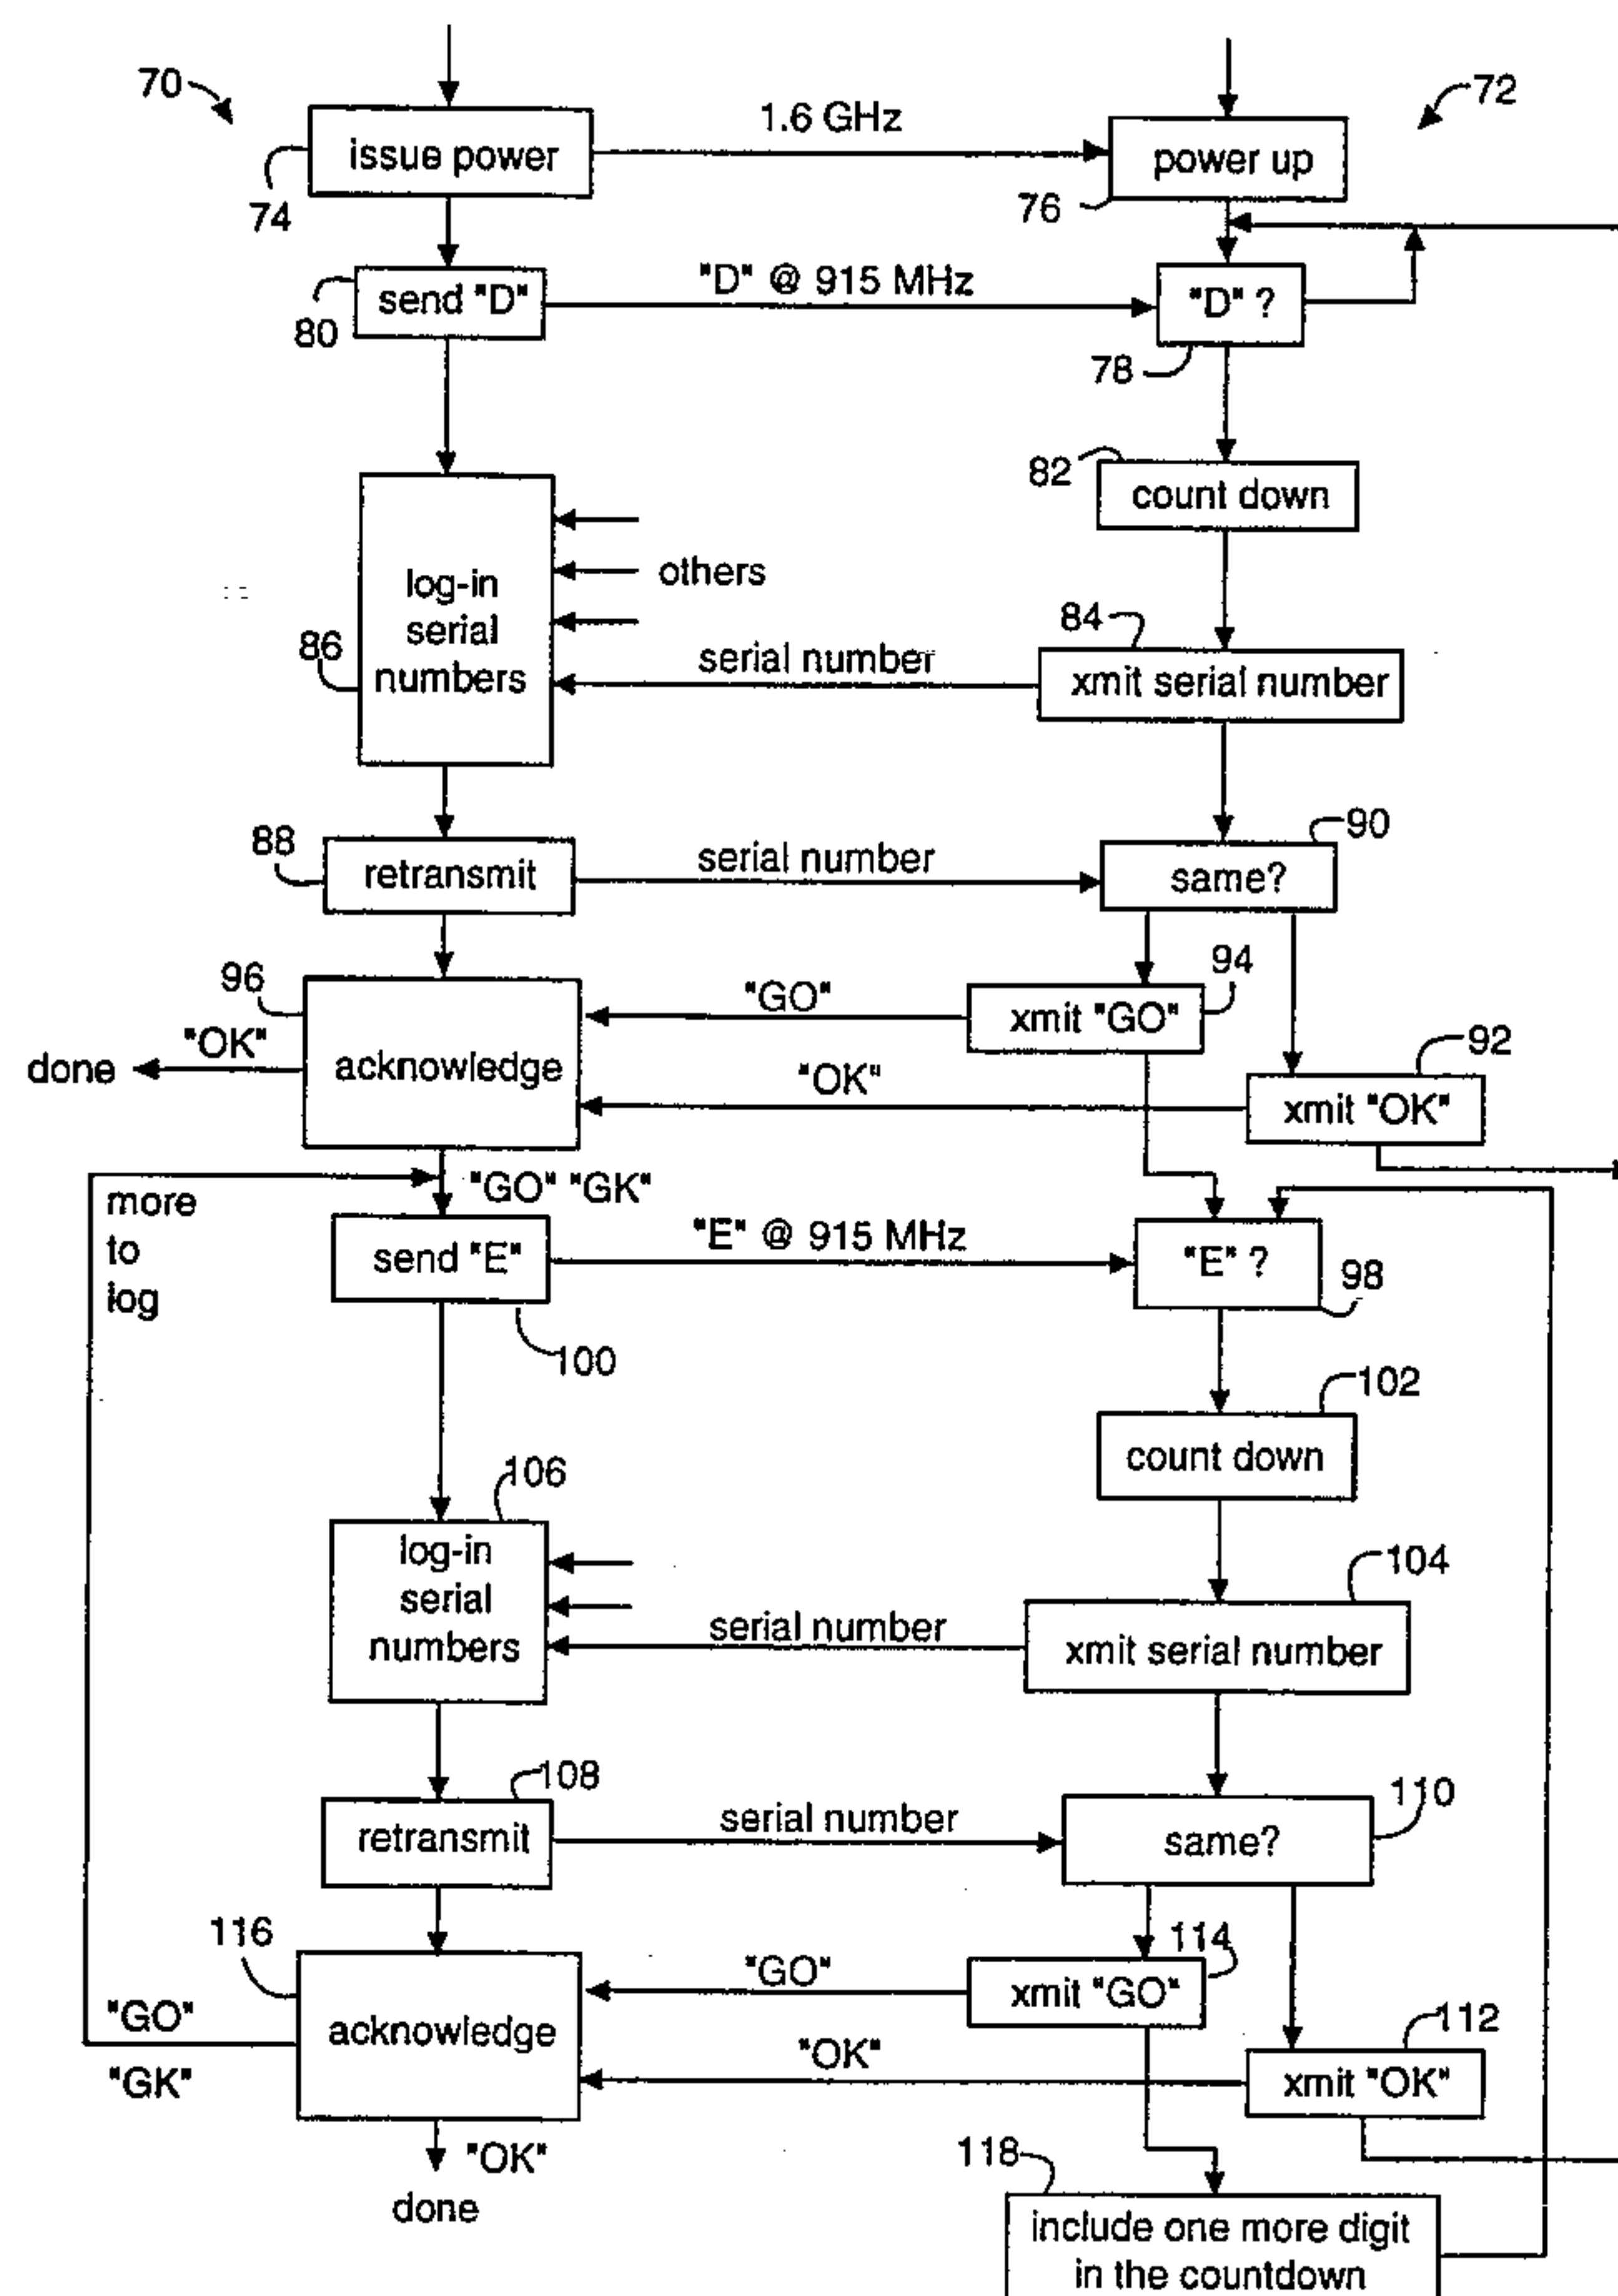 70
1.6 GHz
72
issue power
power up
74
76
send "D"
"D" @ 915 MHz
"D" ?
80
78
82
count down
log-in
serial
numbers
others
86
84
serial number
xmit serial number
88
retransmit
serial number
90
same?
96
94
"GO"
xmit "GO"
done
"OK"
acknowledge
"OK"
92
xmit "OK"
more
to
log
"GO" "GK"
send "E"
"E" @ 915 MHz
"E" ?
98
100
102
count down
106
log-in
serial
numbers
104
serial number
xmit serial number
108
retransmit
serial number
110
same?
116
114
"GO"
xmit "GO"
"GO"
"GK"
acknowledge
"OK"
112
xmit "OK"
"OK"
done
118
include one more digit
in the countdown